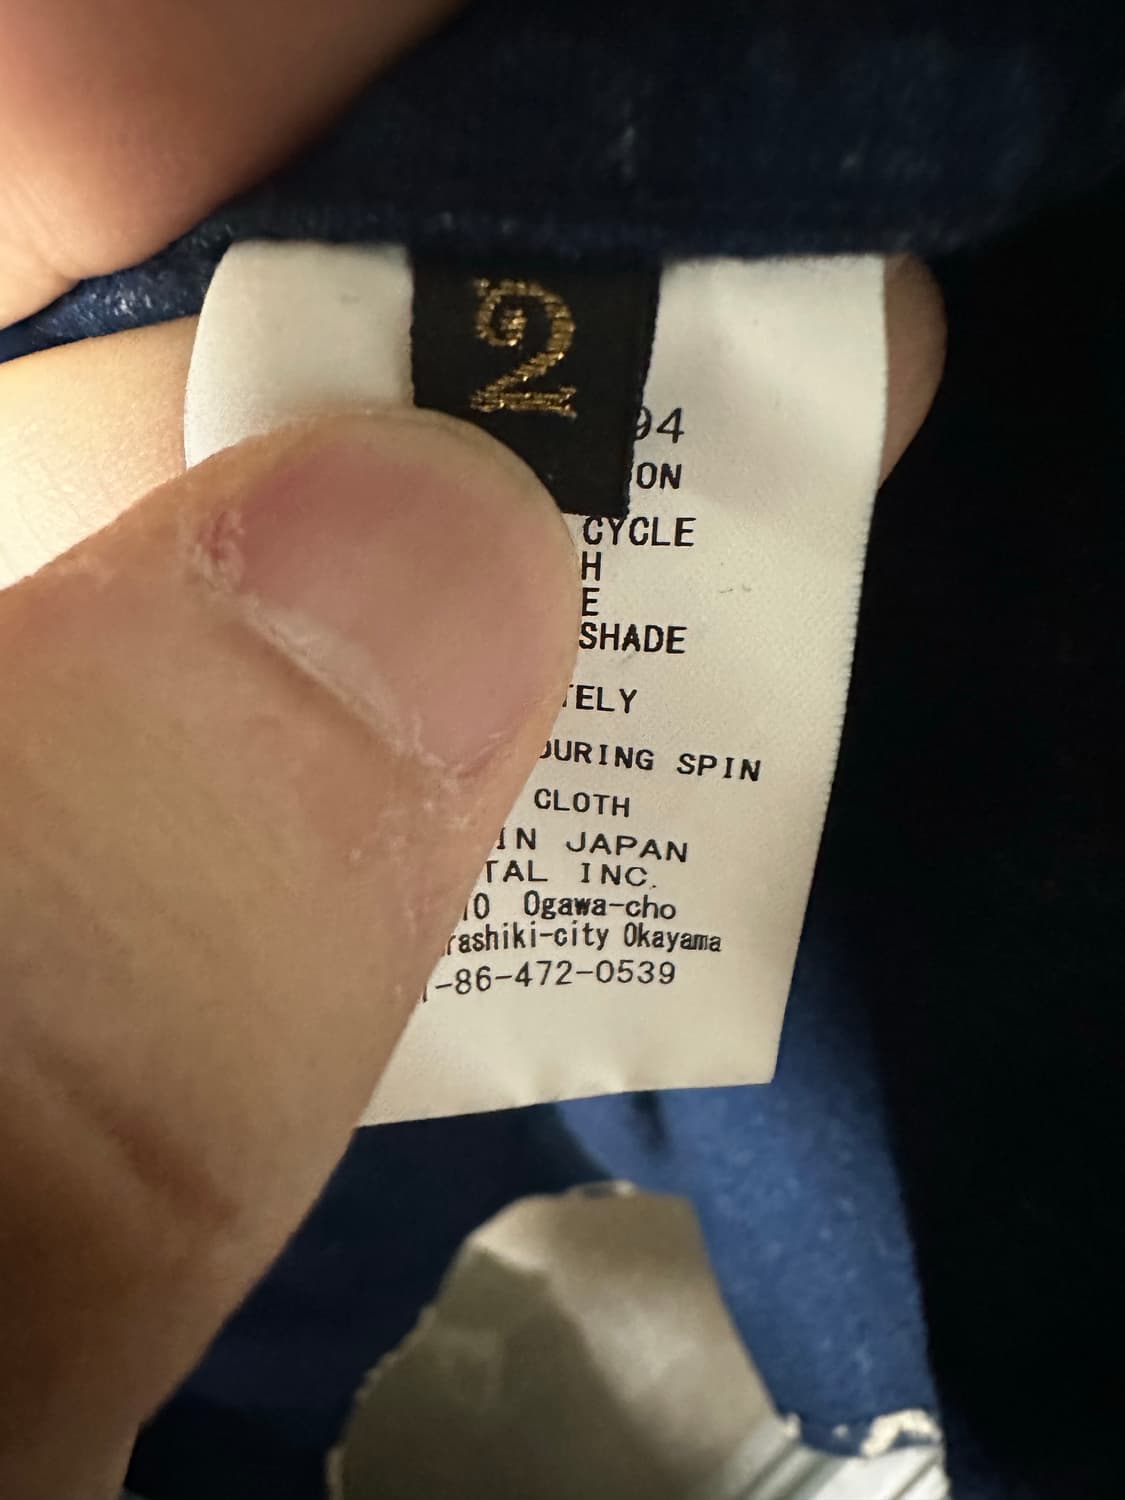 2
94
ON
CYCLE
H
E
SHADE
TELY
DURING SPIN
CLOTH
IN JAPAN
TAL INC.
10 Ogawa-cho
rashiki-city Okayama
-86-472-0539